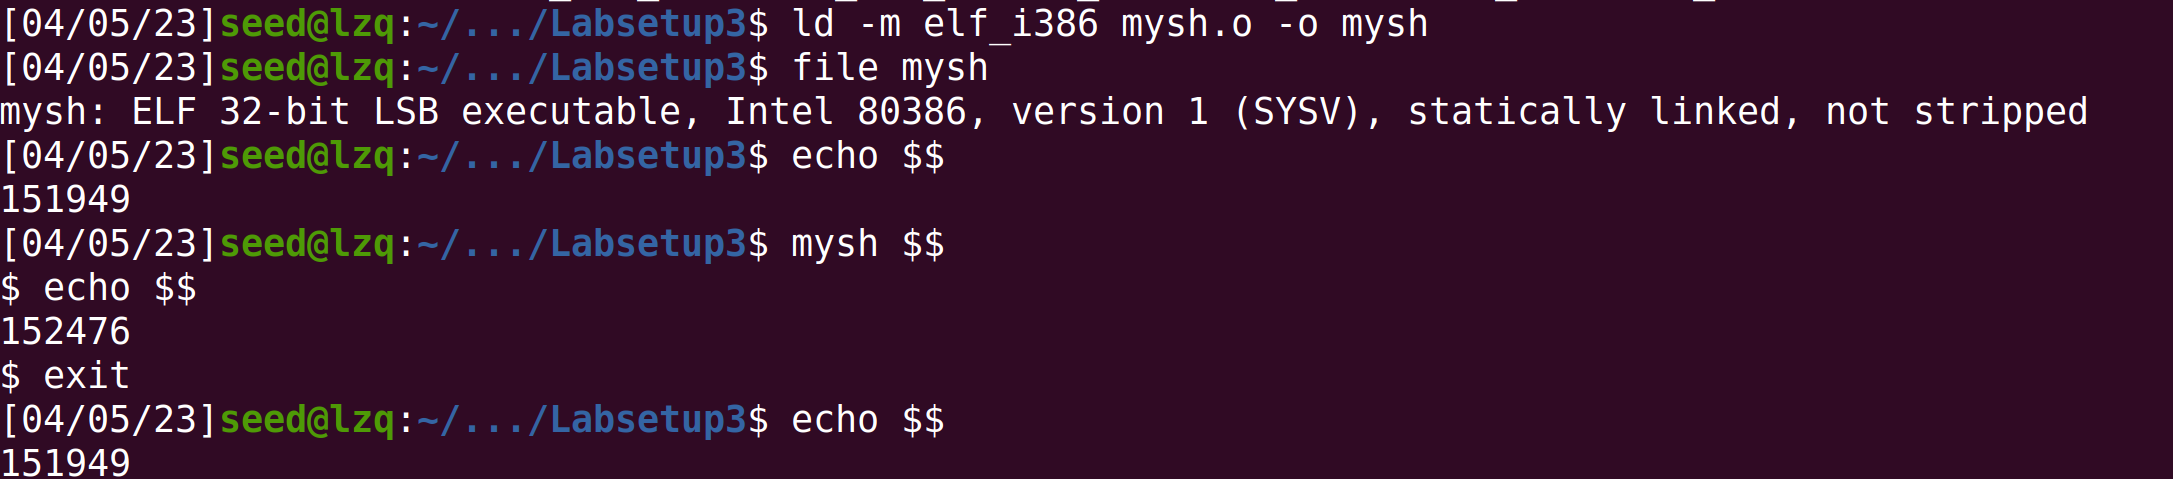 [04/05/23]seed@lzq:~/.../Labsetup3$ ld -m elf_i386 mysh.o -o mysh
[04/05/23]seed@lzq:~/.../Labsetup3$ file mysh
mysh: ELF 32-bit LSB executable, Intel 80386, version 1 (SYSV), statically linked, not stripped
[04/05/23]seed@lzq:~/.../Labsetup3$ echo $$
151949
[04/05/23]seed@lzq:~/.../Labsetup3$ mysh $$
$ echo $$
152476
$ exit
[04/05/23]seed@lzq:~/.../Labsetup3$ echo $$
151949